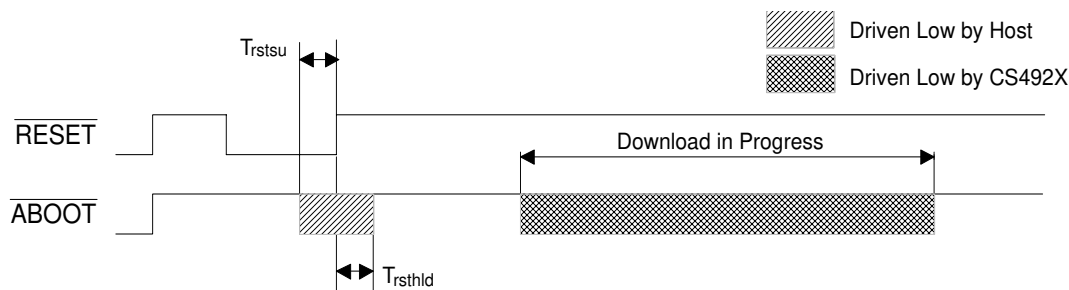 Driven Low by Host
Trstsu
Driven Low by CS492X
RESET
Download in Progress
ABOOT
Trsthld